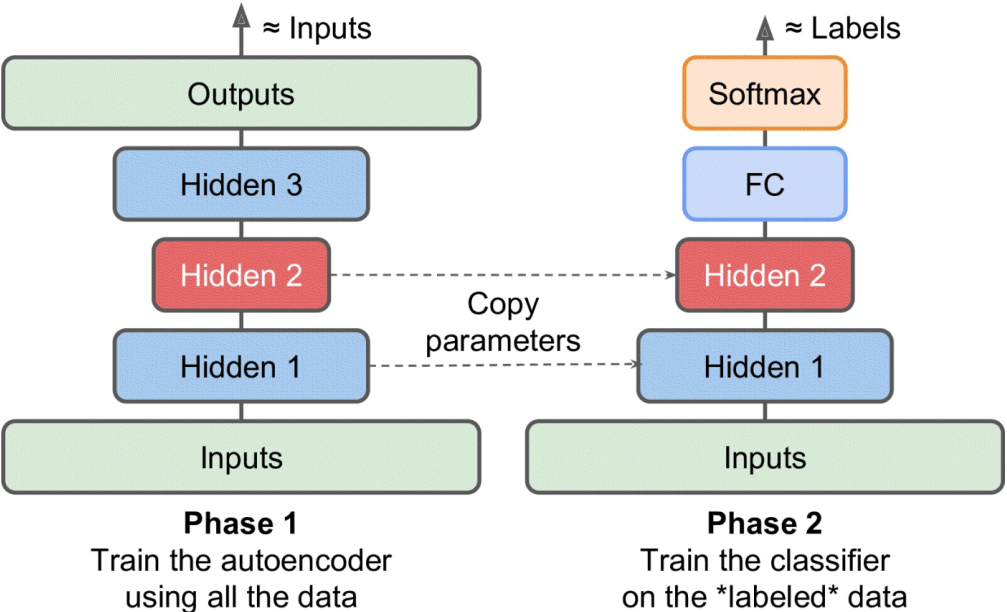 ≈ Inputs
Outputs
Hidden 3
Hidden 2
Hidden 1
Inputs
Phase 1
Train the autoencoder
using all the data
Copy
parameters
≈ Labels
Softmax
FC
Hidden 2
Hidden 1
Inputs
Phase 2
Train the classifier
on the *labeled* data